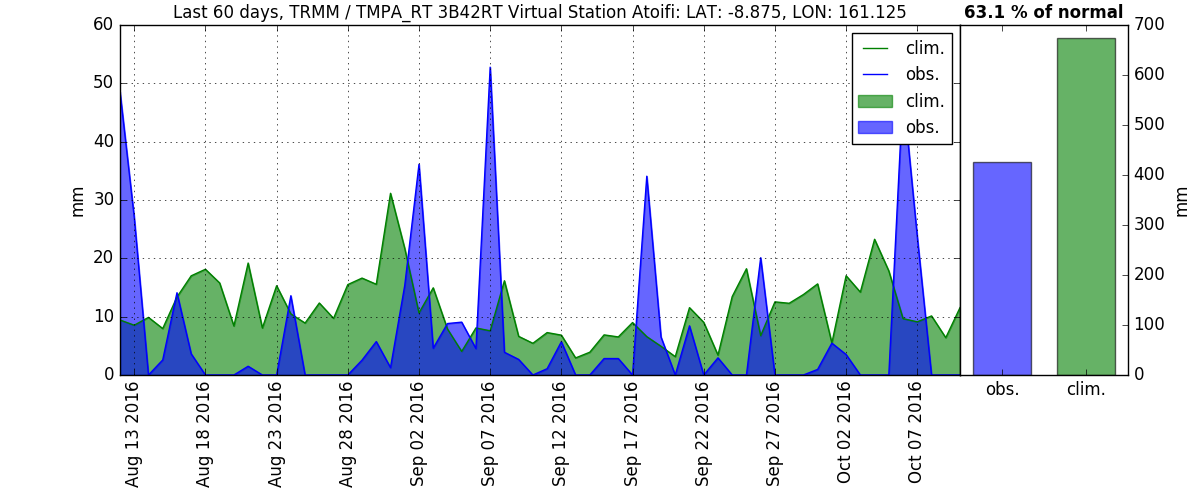 Last 60 days, TRMM / TMPA_RT 3B42RT Virtual Station Atoifi: LAT: -8.875, LON: 161.125
63.1 % of normal
60
50
40
30
20
10
0
mm
clim.
obs.
clim.
obs.
700
600
500
400
300
200
100
0
mm
Aug 13 2016
Aug 18 2016
Aug 23 2016
Aug 28 2016
Sep 02 2016
Sep 07 2016
Sep 12 2016
Sep 17 2016
Sep 22 2016
Sep 27 2016
Oct 02 2016
Oct 07 2016
obs.
clim.